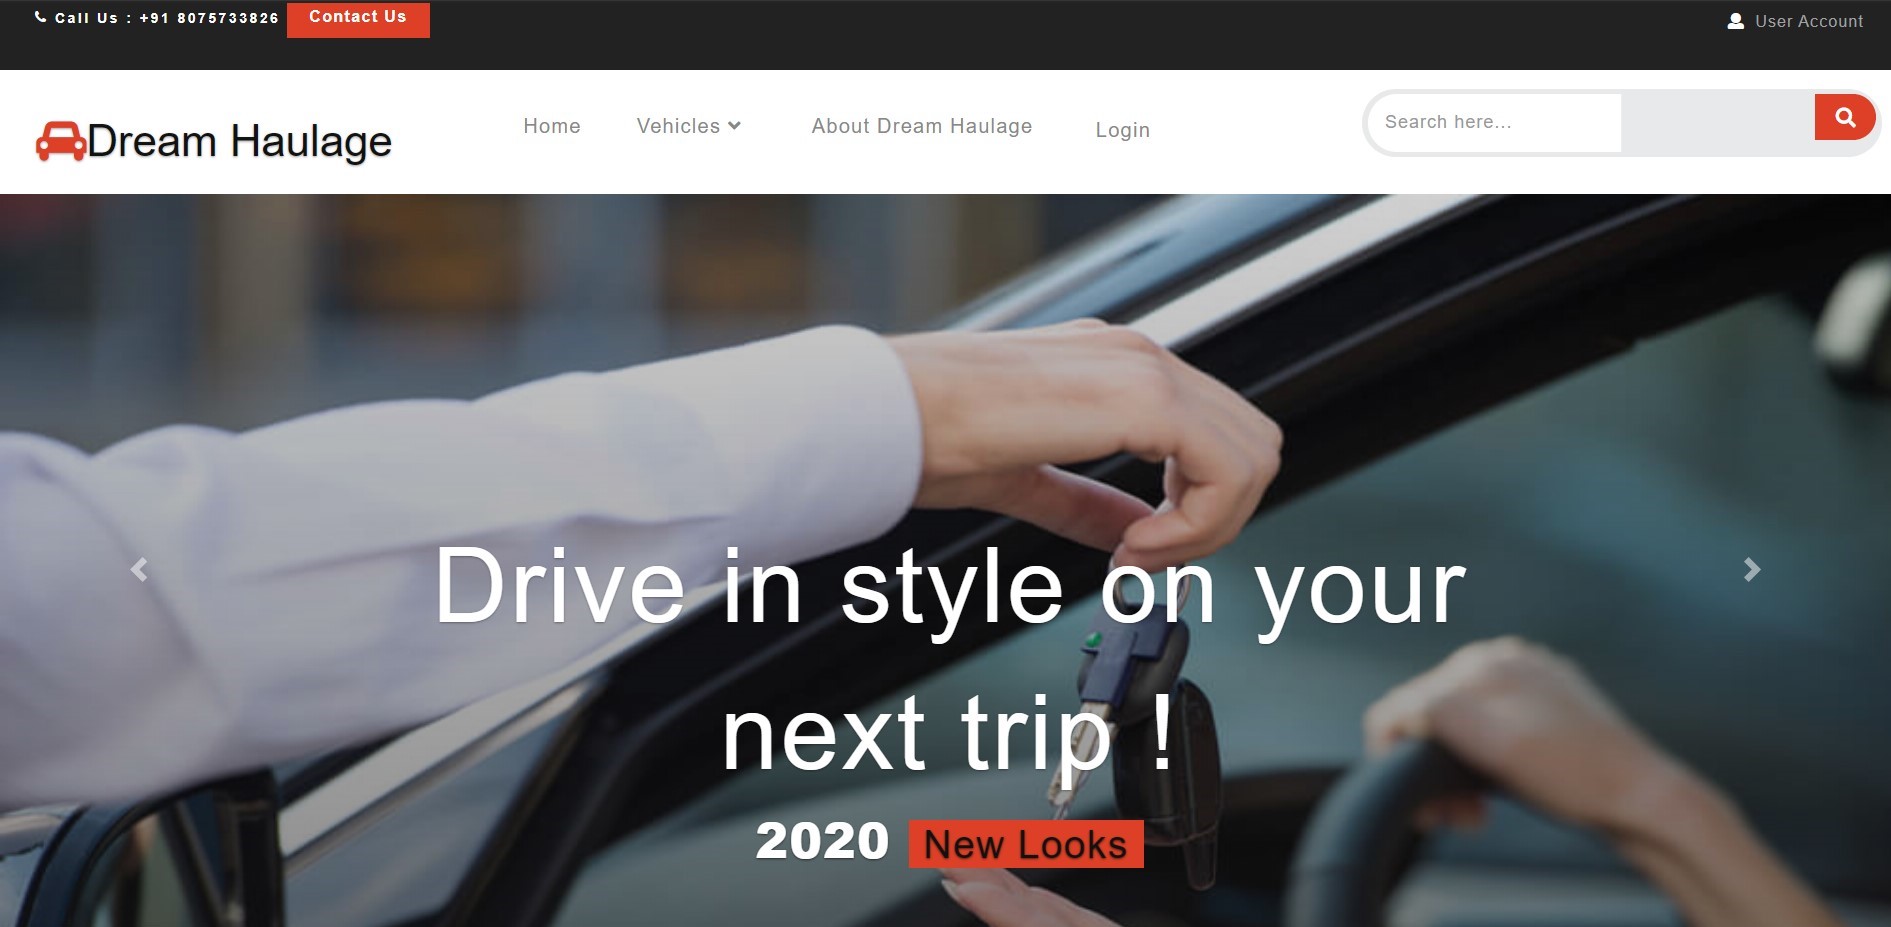 Call Us : +91 8075733826
Contact Us
User Account
Dream Haulage
Home
Vehicles
About Dream Haulage
Login
Search here...
Drive in style on your
next trip !
2020 New Looks